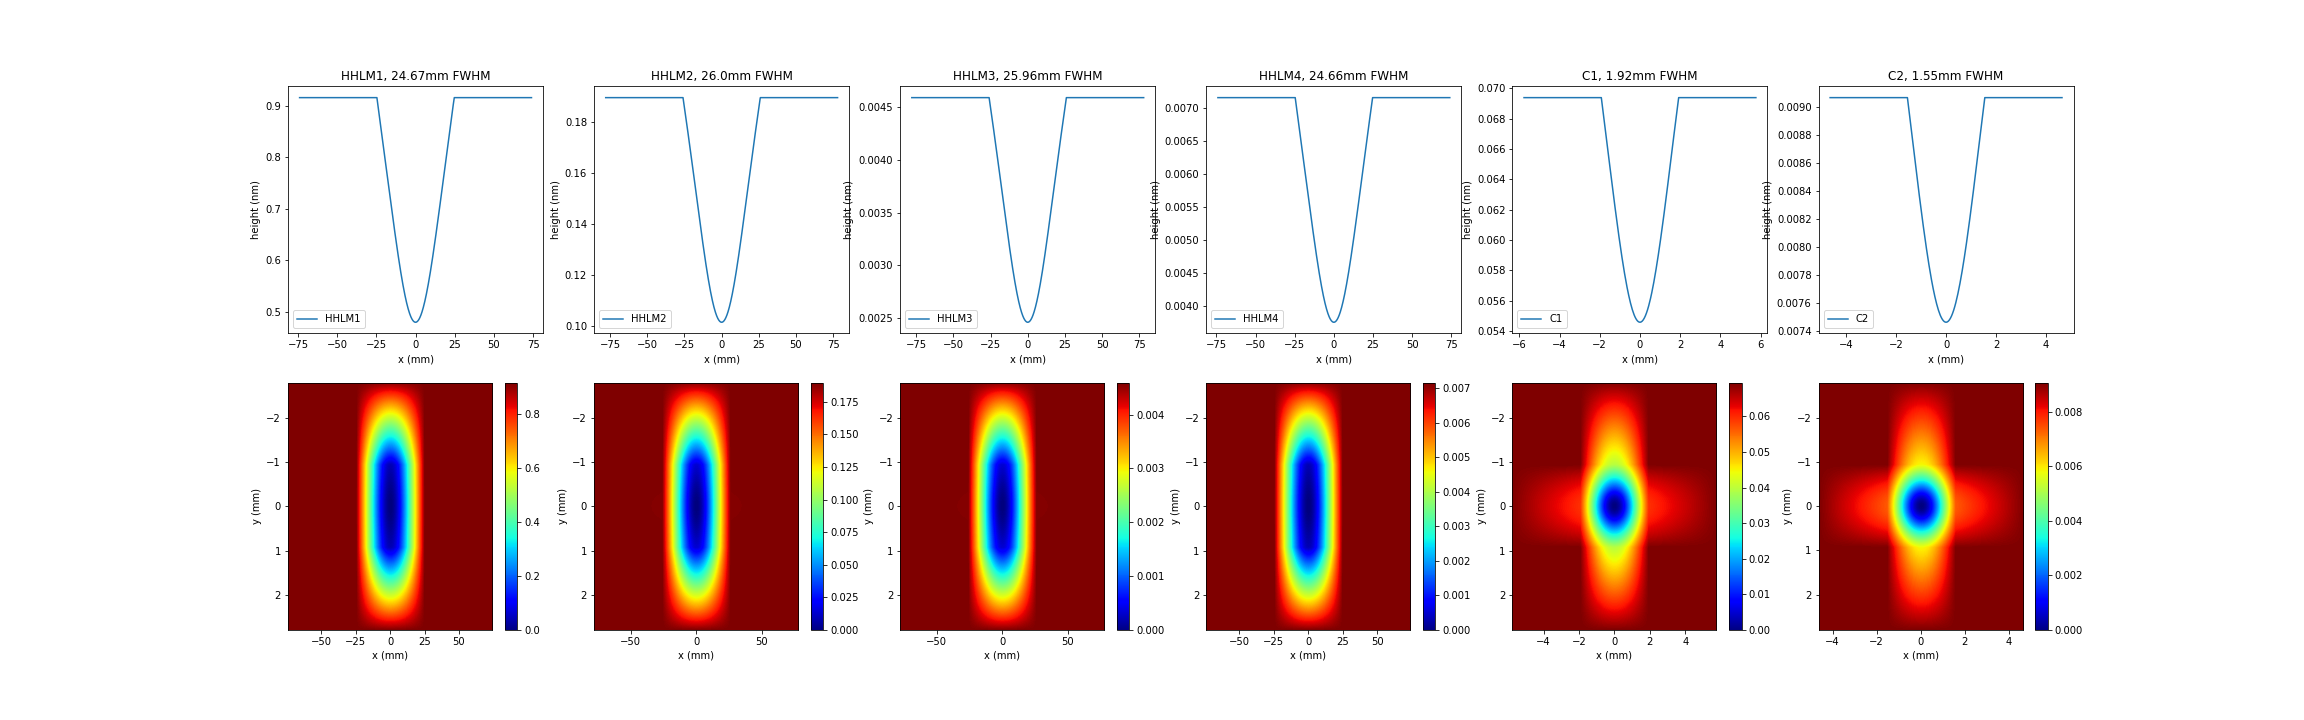 HHLM1, 24.67mm FWHM
0.9
0.8
0.7
0.6
0.5
height (nm)
HHLM1
−75 −50 −25 0 25 50 75
x (mm)
HHLM2, 26.0mm FWHM
0.18
0.16
0.14
0.12
0.10
height (nm)
HHLM2
−75 −50 −25 0 25 50 75
x (mm)
HHLM3, 25.96mm FWHM
0.0045
0.0040
0.0035
0.0030
0.0025
height (nm)
HHLM3
−75 −50 −25 0 25 50 75
x (mm)
HHLM4, 24.66mm FWHM
0.0070
0.0065
0.0060
0.0055
0.0050
0.0045
0.0040
height (nm)
HHLM4
−75 −50 −25 0 25 50 75
x (mm)
C1, 1.92mm FWHM
0.070
0.068
0.066
0.064
0.062
0.060
0.058
0.056
0.054
height (nm)
C1
−6 −4 −2 0 2 4 6
x (mm)
C2, 1.55mm FWHM
0.0090
0.0088
0.0086
0.0084
0.0082
0.0080
0.0078
0.0076
0.0074
height (nm)
C2
−4 −2 0 2 4
x (mm)
−2
−1
0
1
2
y (mm)
−50 −25 0 25 50
x (mm)
0.8
0.6
0.4
0.2
0.0
−2
−1
0
1
2
y (mm)
−50 0 50
x (mm)
0.175
0.150
0.125
0.100
0.075
0.050
0.025
0.000
−2
−1
0
1
2
y (mm)
−50 0 50
x (mm)
0.004
0.003
0.002
0.001
0.000
−2
−1
0
1
2
y (mm)
−50 −25 0 25 50
x (mm)
0.007
0.006
0.005
0.004
0.003
0.002
0.001
0.000
−2
−1
0
1
2
y (mm)
−4 −2 0 2 4
x (mm)
0.06
0.05
0.04
0.03
0.02
0.01
0.00
−2
−1
0
1
2
y (mm)
−4 −2 0 2 4
x (mm)
0.008
0.006
0.004
0.002
0.000